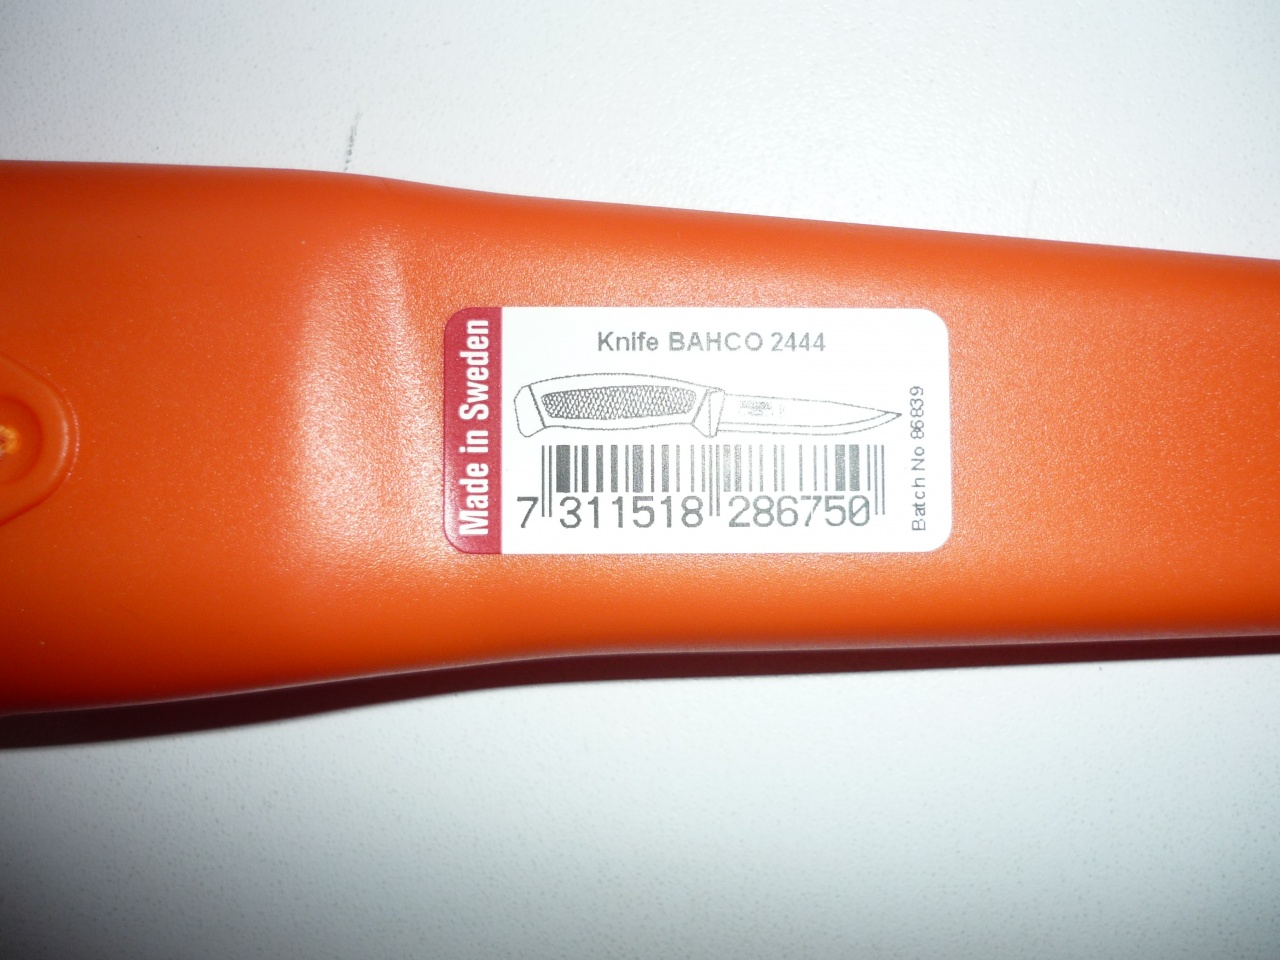 Made in Sweden
Knife BAHCO 2444
7 311518 286750
Batch No 86839